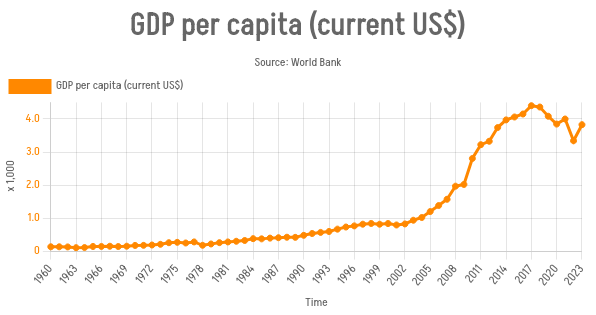 GDP per capita (current US$)
Source: World Bank
GDP per capita (current US$)
4.0
3.0
2.0
1.0
0
x 1,000
1960 1963 1966 1969 1972 1975 1978 1981 1984 1987 1990 1993 1996 1999 2002 2005 2008 2011 2014 2017 2020 2023
Time